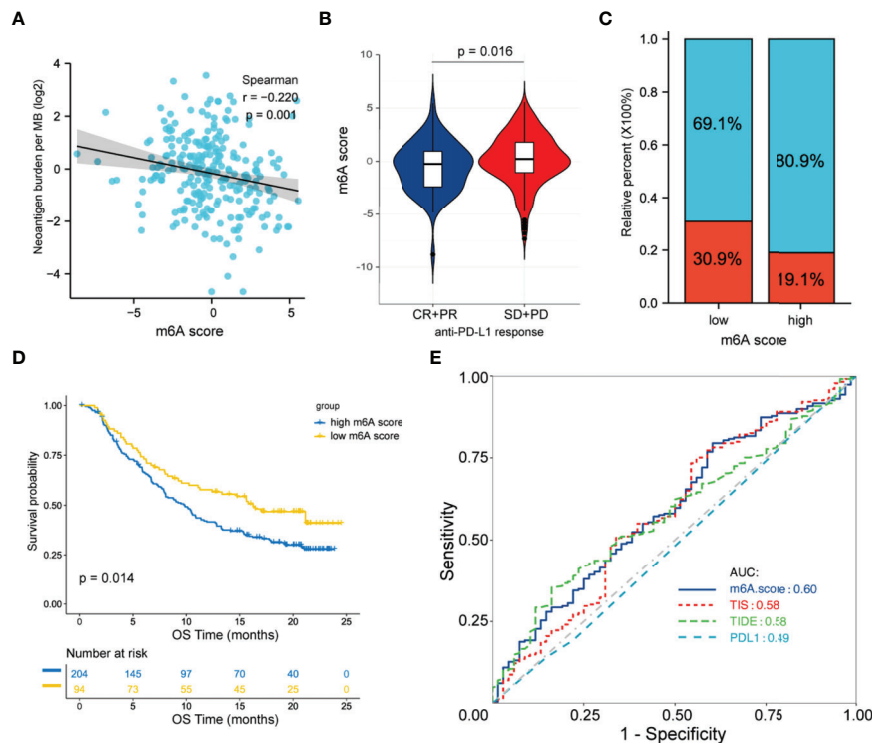 A
Neoantigen burden per MB (log2)
4
2
0
−2
−4
Spearman
r = −0.220
p = 0.001
−5
0
5
m6A score
B
p = 0.016
m6A score
10
5
0
−5
−10
CR+PR
SD+PD
anti-PD-L1 response
C
Relative percent (X100%)
1.0
0.8
0.6
0.4
0.2
0.0
69.1%
30.9%
80.9%
19.1%
low
high
m6A score
D
Survival probability
1.00
0.75
0.50
0.25
0.00
group
high m6A score
low m6A score
p = 0.014
0
5
10
15
20
25
OS Time (months)
Number at risk
204 145 97 70 40 0
94 73 55 45 25 0
0 5 10 15 20 25
OS Time (months)
E
Sensitivity
1.00
0.75
0.50
0.25
0.00
0.25
0.50
0.75
1.00
1 - Specificity
AUC:
m6A.score : 0.60
TIS : 0.58
TIDE : 0.58
PDL1 : 0.49